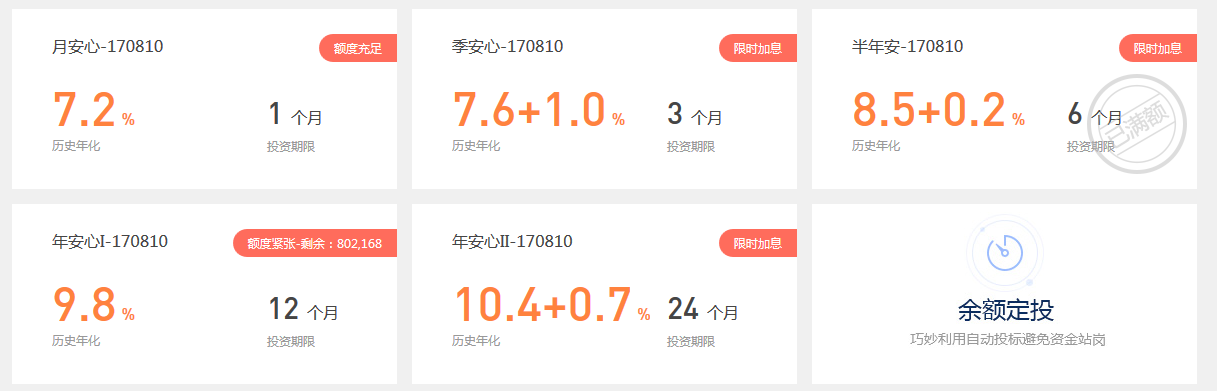 月安心-170810
额度充足
7.2 %
历史年化
1 个月
投资期限
季安心-170810
限时加息
7.6+1.0 %
历史年化
3 个月
投资期限
半年安-170810
限时加息
8.5+0.2 %
历史年化
6 个月
投资期限
已满额
年安心I-170810
额度紧张-剩余：802,168
9.8 %
历史年化
12 个月
投资期限
年安心II-170810
限时加息
10.4+0.7 %
历史年化
24 个月
投资期限
余额定投
巧妙利用自动投标避免资金站岗